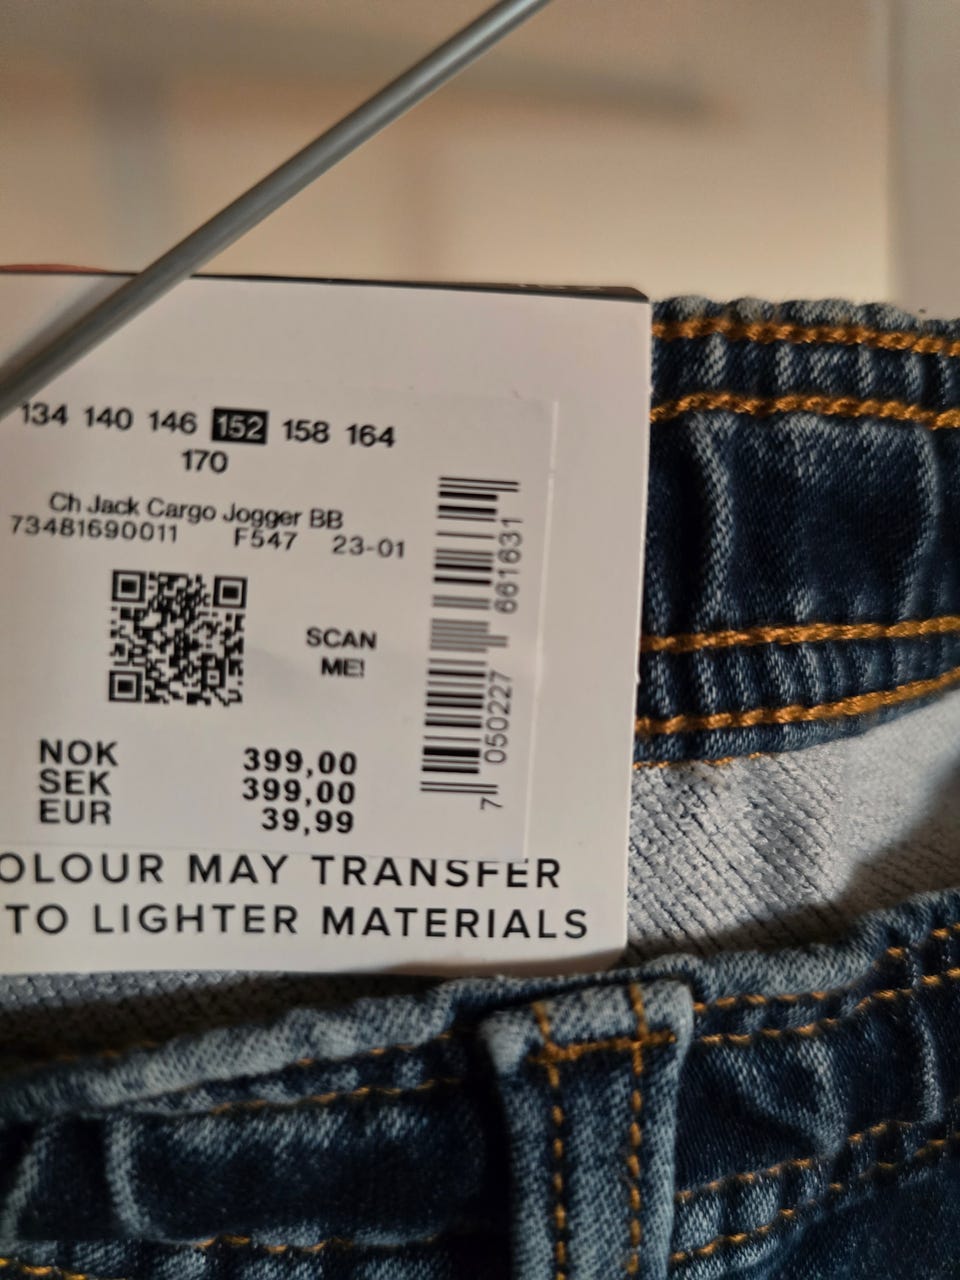 134 140 146 152 158 164
170
Ch Jack Cargo Jogger BB
73481690011 F547 23-01
SCAN
ME!
7 050227 661631
NOK 399,00
SEK 399,00
EUR 39,99
OLOUR MAY TRANSFER
TO LIGHTER MATERIALS